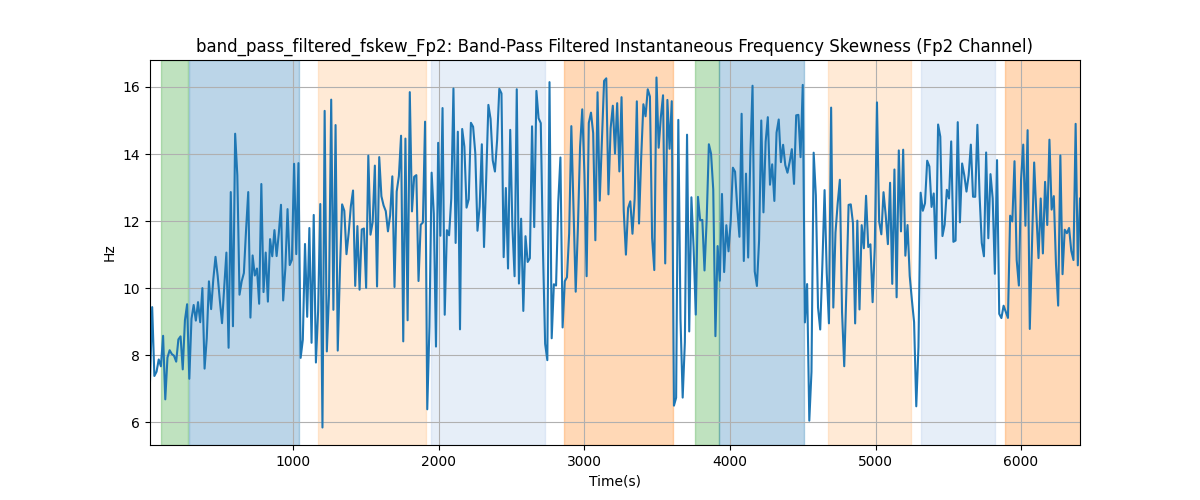 band_pass_filtered_fskew_Fp2: Band-Pass Filtered Instantaneous Frequency Skewness (Fp2 Channel)
16
14
12
10
8
6
Hz
1000 2000 3000 4000 5000 6000
Time(s)